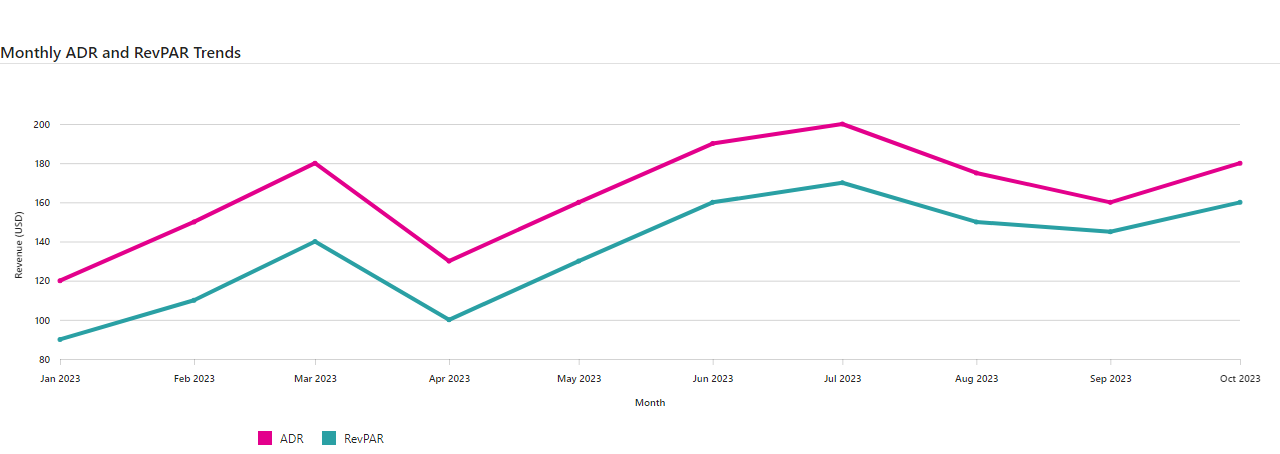 Monthly ADR and RevPAR Trends
200
180
160
140
120
100
80
Revenue (USD)
Jan 2023 Feb 2023 Mar 2023 Apr 2023 May 2023 Jun 2023 Jul 2023 Aug 2023 Sep 2023 Oct 2023
Month
ADR RevPAR